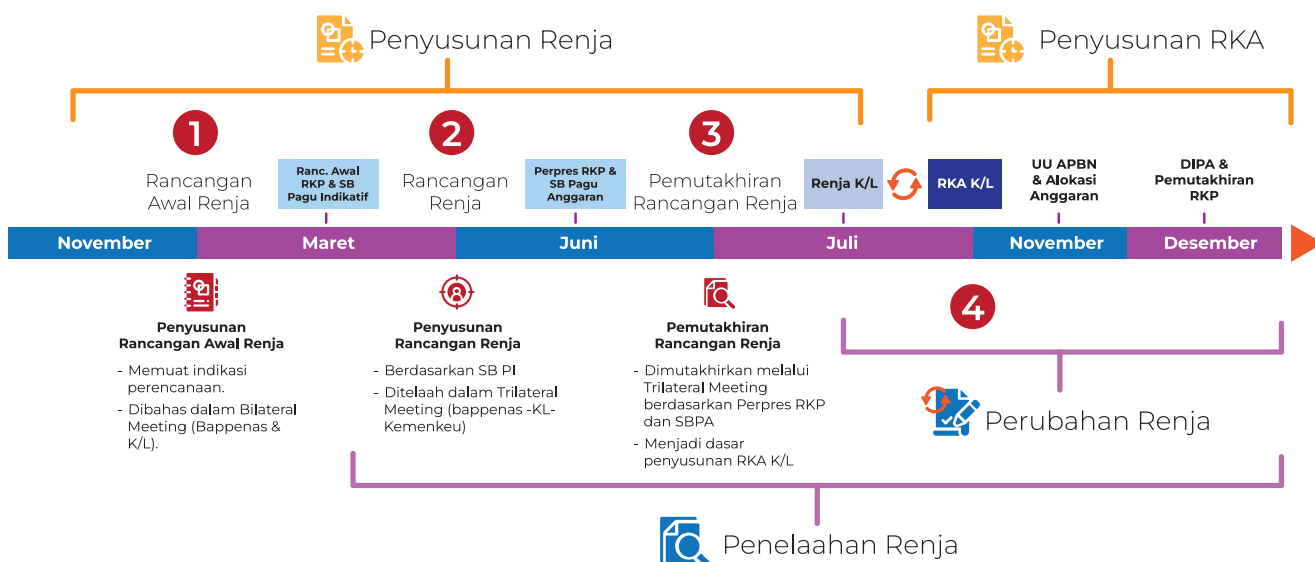 Penyusunan Renja
Penyusunan RKA
1
Rancangan
Awal Renja
Ranc. Awal
RKP & SB
Pagu Indikatif
2
Rancangan
Renja
Perpres RKP &
SB Pagu
Anggaran
3
Pemutakhiran
Rancangan Renja
Renja K/L
RKA K/L
UU APBN
& Alokasi
Anggaran
DIPA &
Pemutakhiran
RKP
November
Maret
Juni
Juli
November
Desember
Penyusunan
Rancangan Awal Renja
- Memuat indikasi
perencanaan.
- Dibahas dalam Bilateral
Meeting (Bappenas &
K/L).
Penyusunan
Rancangan Renja
- Berdasarkan SB PI
- Ditelaah dalam Trilateral
Meeting (bappenas -KL-
Kemenkeu)
Pemutakhiran
Rancangan Renja
- Dimutakhirkan melalui
Trilateral Meeting
berdasarkan Perpres RKP
dan SBPA
- Menjadi dasar
penyusunan RKA K/L
4
Perubahan Renja
Penelaahan Renja